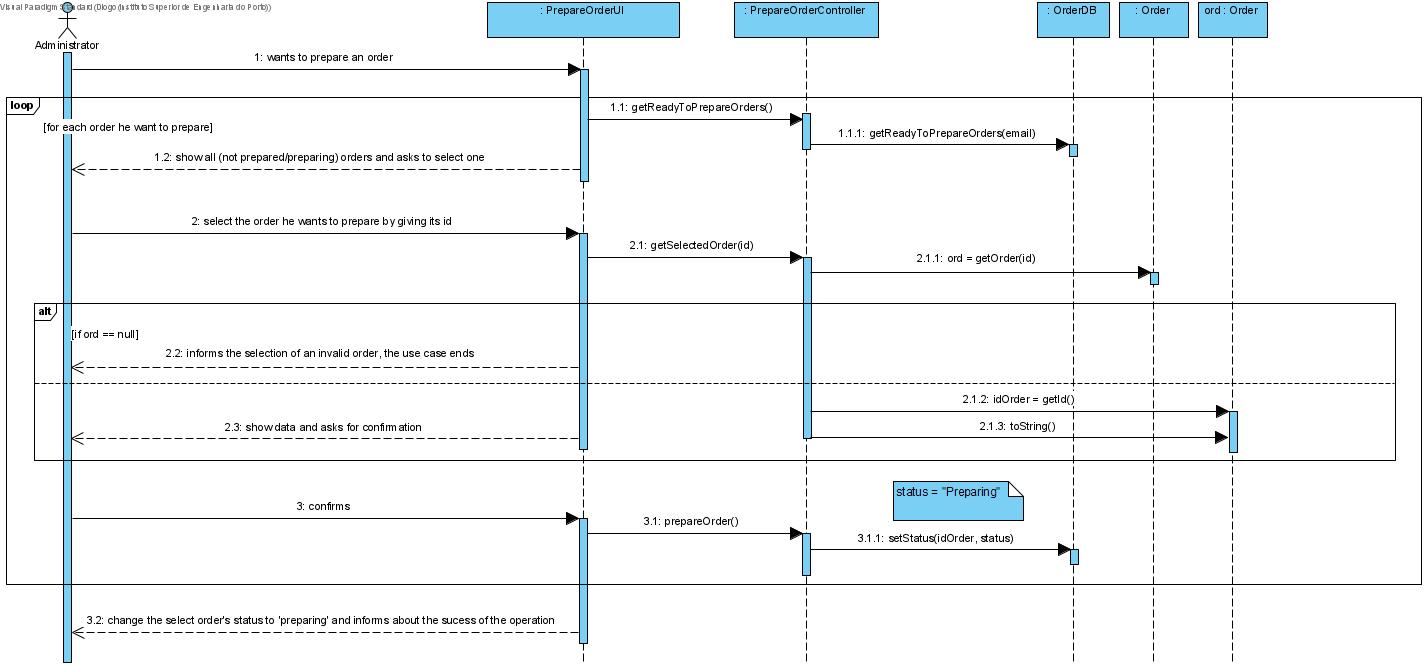 Visual Paradigm Standard (Diogo (Instituto Superior de Engenharia do Porto))
: PrepareOrderUI
: PrepareOrderController
: OrderDB
: Order
ord : Order
Administrator
1: wants to prepare an order
loop
[for each order he want to prepare]
1.1: getReadyToPrepareOrders()
1.1.1: getReadyToPrepareOrders(email)
1.2: show all (not prepared/preparing) orders and asks to select one
2: select the order he wants to prepare by giving its id
2.1: getSelectedOrder(id)
2.1.1: ord = getOrder(id)
alt
[if ord == null]
2.2: informs the selection of an invalid order, the use case ends
2.1.2: idOrder = getId()
2.3: show data and asks for confirmation
2.1.3: toString()
status = "Preparing"
3: confirms
3.1: prepareOrder()
3.1.1: setStatus(idOrder, status)
3.2: change the select order's status to 'preparing' and informs about the sucess of the operation